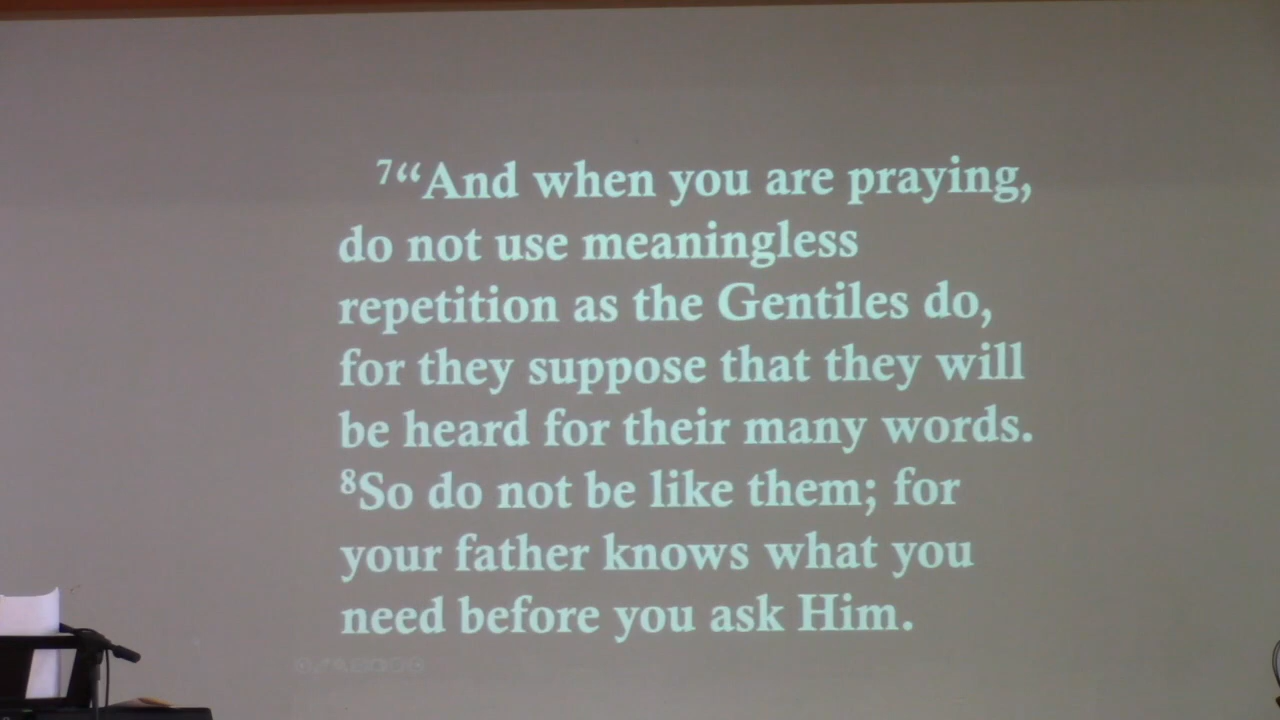 7“And when you are praying,
do not use meaningless
repetition as the Gentiles do,
for they suppose that they will
be heard for their many words.
8So do not be like them; for
your father knows what you
need before you ask Him.